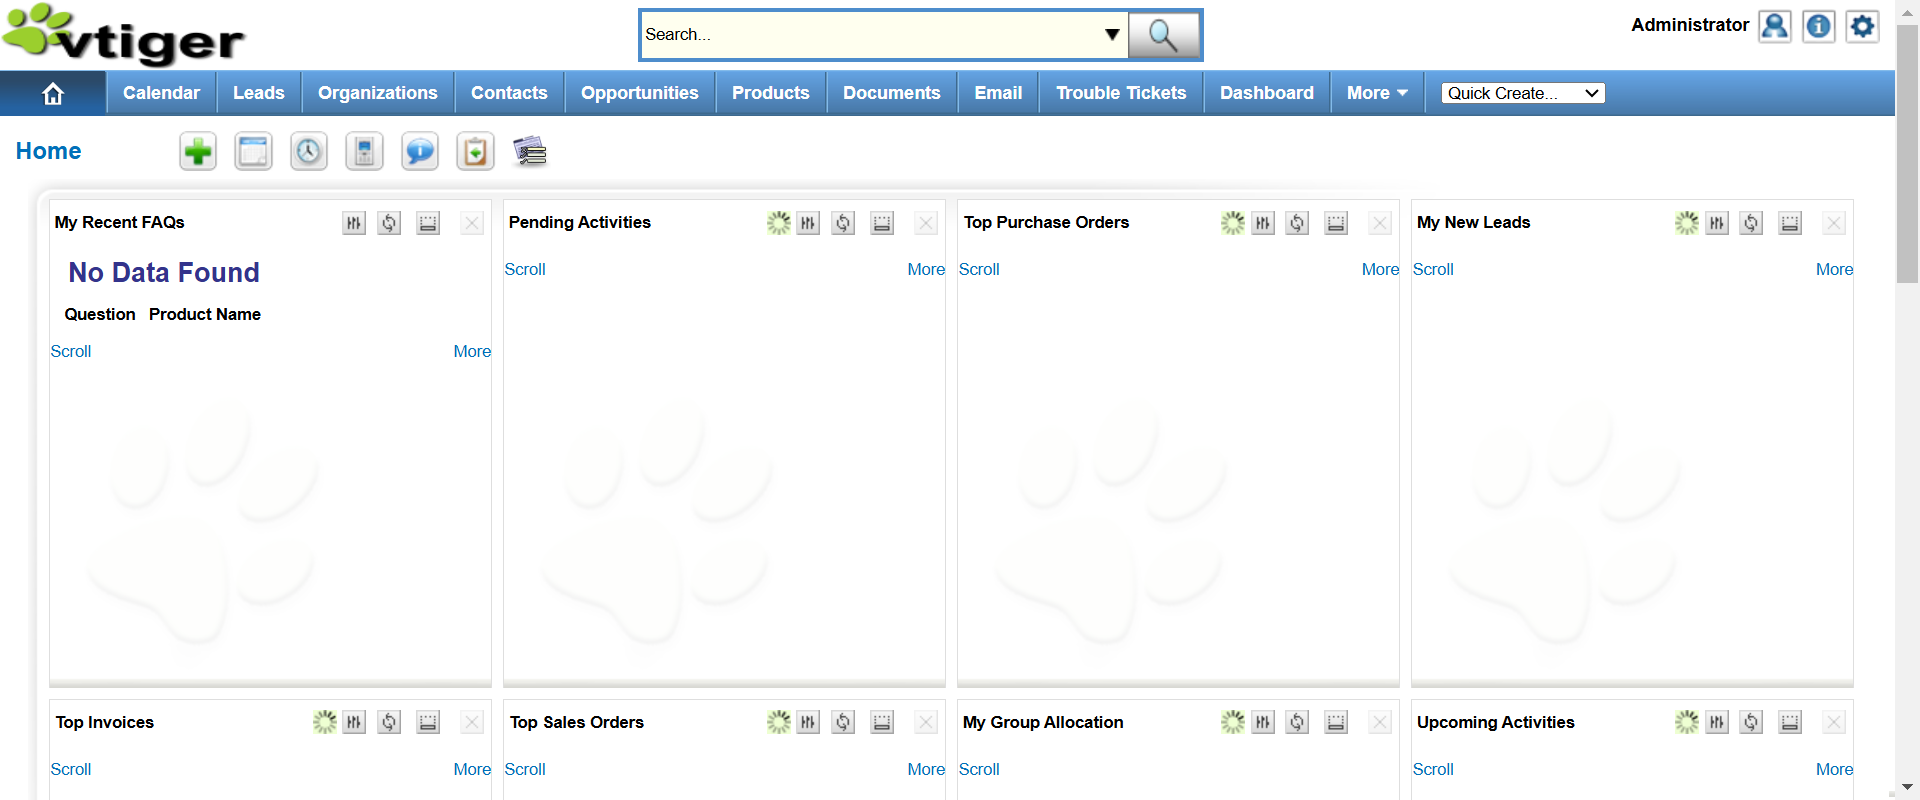 vtiger
Search...
Administrator
Calendar Leads Organizations Contacts Opportunities Products Documents Email Trouble Tickets Dashboard More Quick Create...
Home
My Recent FAQs
No Data Found
Question Product Name
Scroll More
Pending Activities
Scroll More
Top Purchase Orders
Scroll More
My New Leads
Scroll More
Top Invoices
Scroll More
Top Sales Orders
Scroll More
My Group Allocation
Scroll
Upcoming Activities
Scroll More